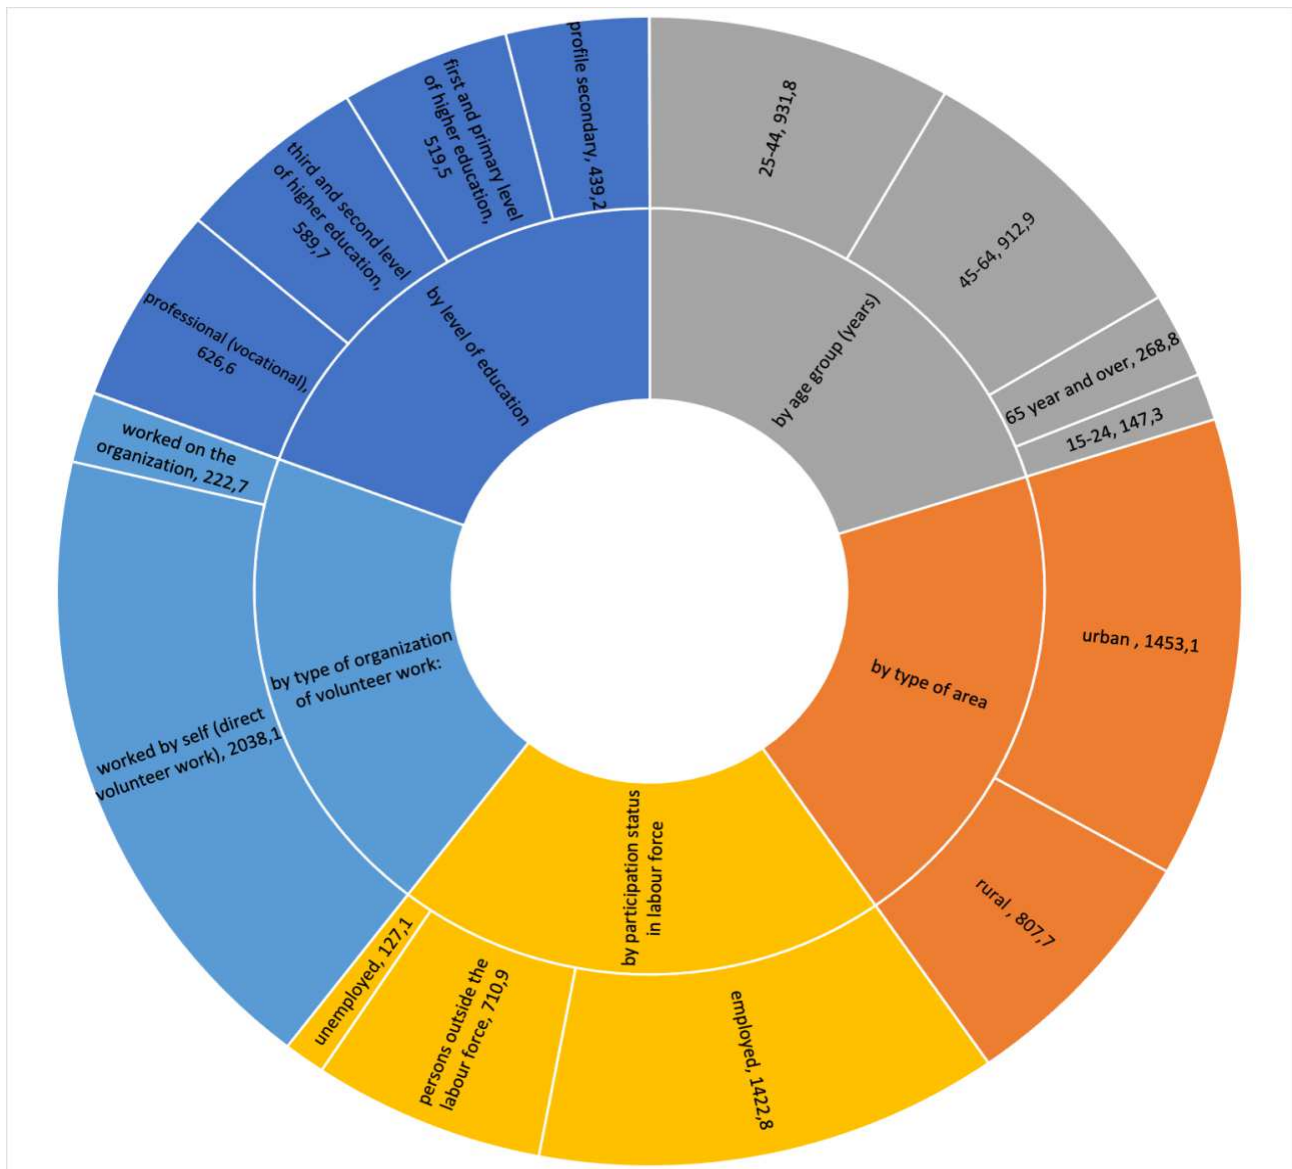 by age group (years)
25-44, 931,8
45-64, 912,9
65 year and over, 268,8
15-24, 147,3
by type of area
urban , 1453,1
rural , 807,7
by participation status
in labour force
employed, 1422,8
persons outside the
labour force, 710,9
unemployed, 127,1
by type of organization
of volunteer work:
worked by self (direct
volunteer work), 2038,1
worked on the
organization, 222,7
by level of education
professional (vocational),
626,6
third and second level
of higher education,
589,7
first and primary level
of higher education,
519,5
profile secondary, 439,2